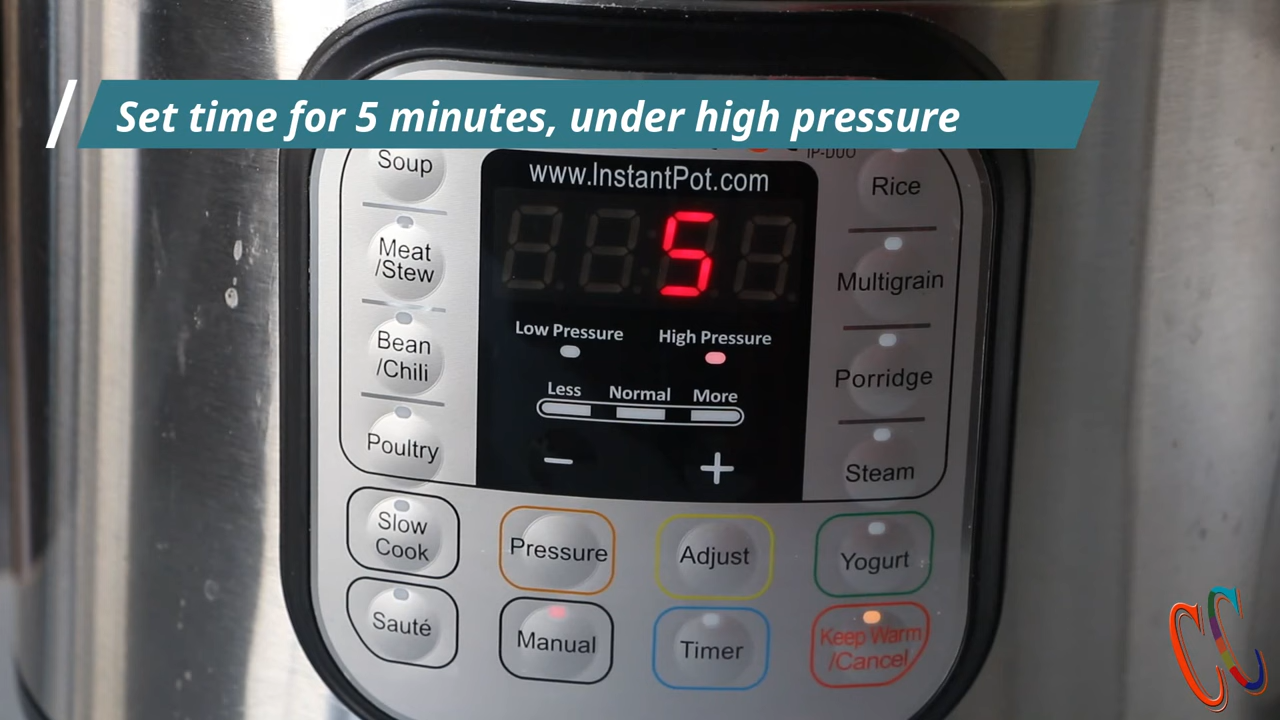 Set time for 5 minutes, under high pressure
IP-DUO
Soup
www.InstantPot.com
Rice
5
Meat
/Stew
Multigrain
Low Pressure
High Pressure
Bean
/Chili
Porridge
Less
Normal
More
Poultry
− +
Steam
Slow
Cook
Pressure
Adjust
Yogurt
Sauté
Manual
Timer
Keep Warm
/Cancel
CC